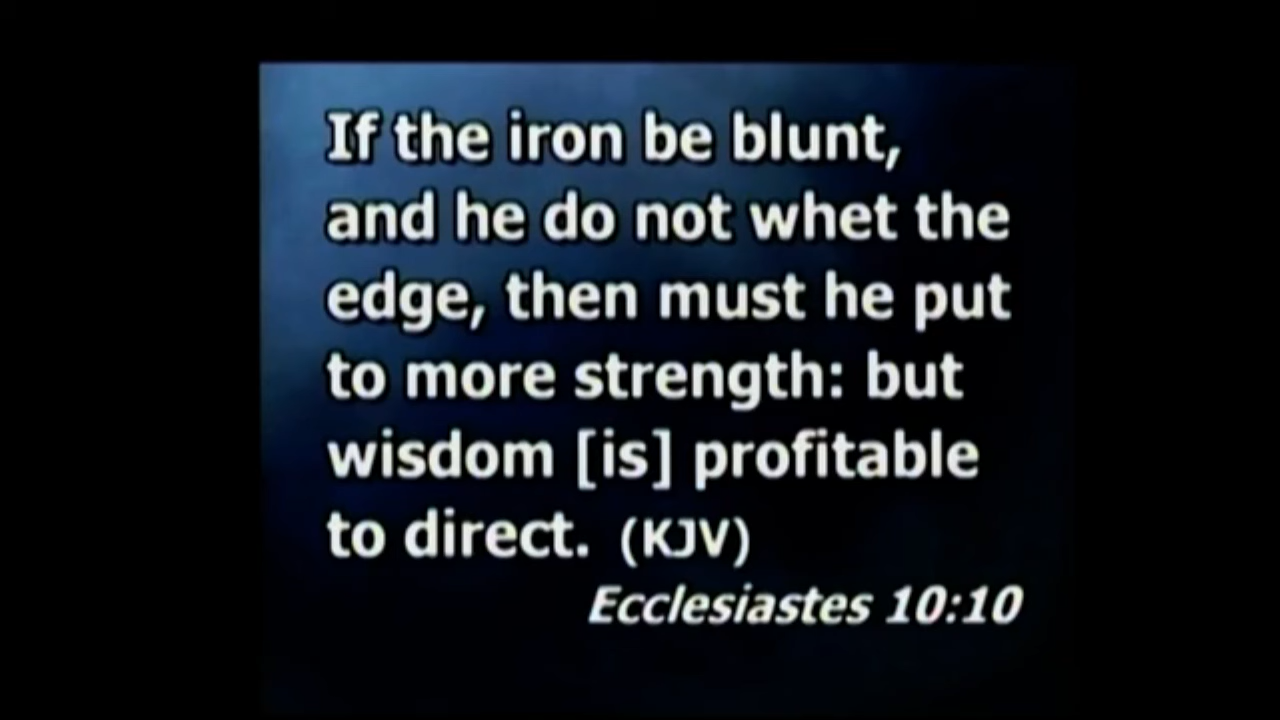 If the iron be blunt,
and he do not whet the
edge, then must he put
to more strength: but
wisdom [is] profitable
to direct. (KJV)
Ecclesiastes 10:10